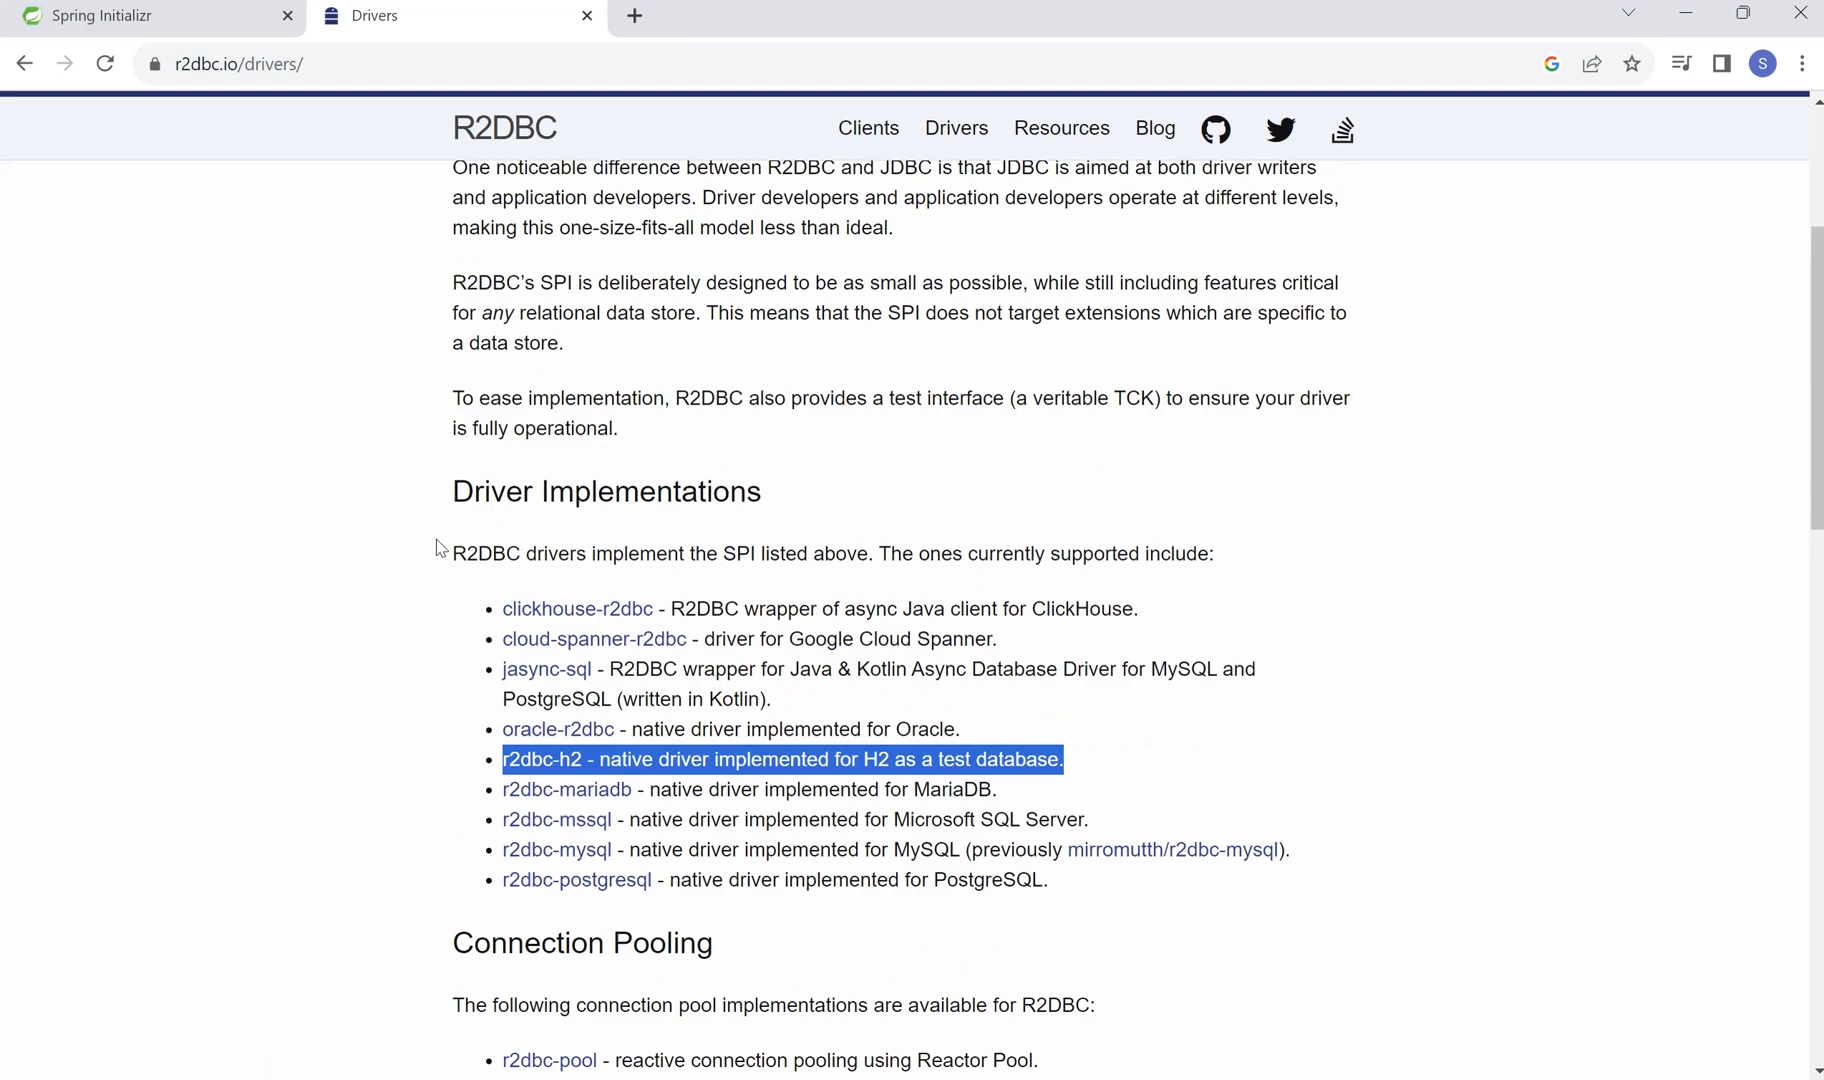 Spring Initializr
Drivers
r2dbc.io/drivers/
S
R2DBC
Clients Drivers Resources Blog
One noticeable difference between R2DBC and JDBC is that JDBC is aimed at both driver writers
and application developers. Driver developers and application developers operate at different levels,
making this one-size-fits-all model less than ideal.
R2DBC’s SPI is deliberately designed to be as small as possible, while still including features critical
for any relational data store. This means that the SPI does not target extensions which are specific to
a data store.
To ease implementation, R2DBC also provides a test interface (a veritable TCK) to ensure your driver
is fully operational.
Driver Implementations
R2DBC drivers implement the SPI listed above. The ones currently supported include:
• clickhouse-r2dbc - R2DBC wrapper of async Java client for ClickHouse.
• cloud-spanner-r2dbc - driver for Google Cloud Spanner.
• jasync-sql - R2DBC wrapper for Java & Kotlin Async Database Driver for MySQL and
PostgreSQL (written in Kotlin).
• oracle-r2dbc - native driver implemented for Oracle.
• r2dbc-h2 - native driver implemented for H2 as a test database.
• r2dbc-mariadb - native driver implemented for MariaDB.
• r2dbc-mssql - native driver implemented for Microsoft SQL Server.
• r2dbc-mysql - native driver implemented for MySQL (previously mirromutth/r2dbc-mysql).
• r2dbc-postgresql - native driver implemented for PostgreSQL.
Connection Pooling
The following connection pool implementations are available for R2DBC:
• r2dbc-pool - reactive connection pooling using Reactor Pool.